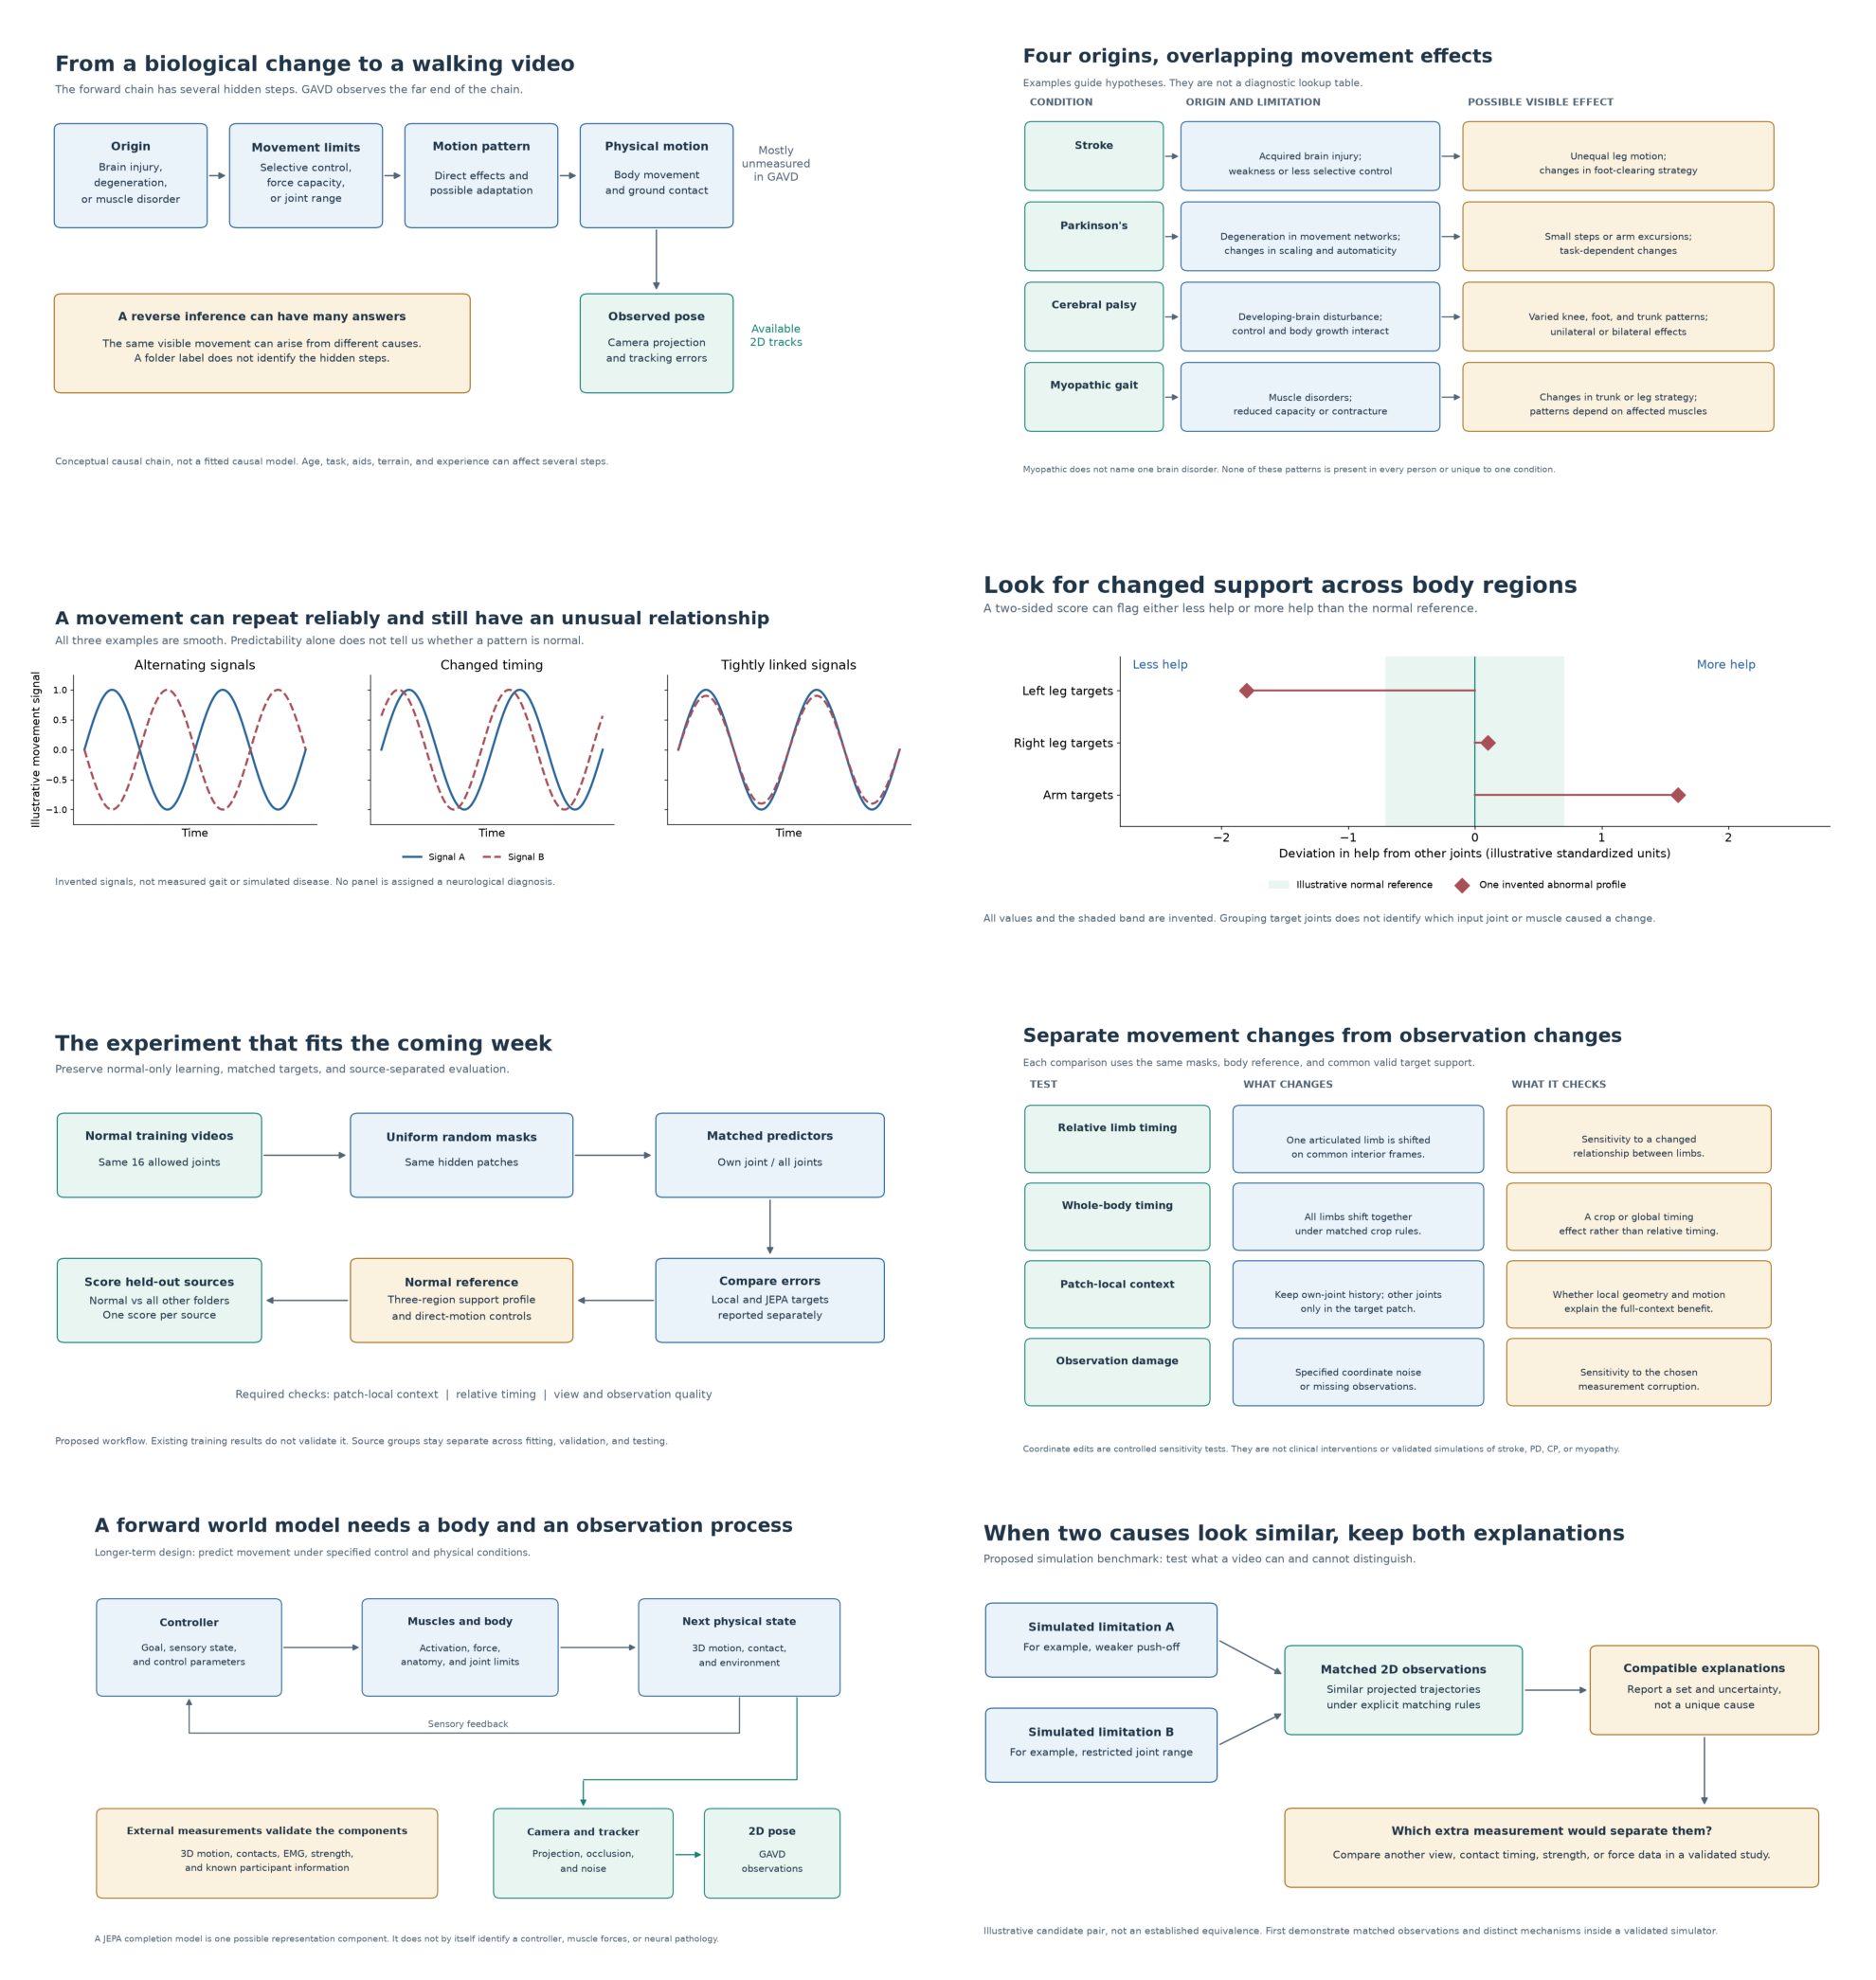 From a biological change to a walking video
The forward chain has several hidden steps. GAVD observes the far end of the chain.
Origin
Brain injury,
degeneration,
or muscle disorder
Movement limits
Selective control,
force capacity,
or joint range
Motion pattern
Direct effects and
possible adaptation
Physical motion
Body movement
and ground contact
Mostly
unmeasured
in GAVD
A reverse inference can have many answers
The same visible movement can arise from different causes.
A folder label does not identify the hidden steps.
Observed pose
Camera projection
and tracking errors
Available
2D tracks
Conceptual causal chain, not a fitted causal model. Age, task, aids, terrain, and experience can affect several steps.
Four origins, overlapping movement effects
Examples guide hypotheses. They are not a diagnostic lookup table.
CONDITION
ORIGIN AND LIMITATION
POSSIBLE VISIBLE EFFECT
Stroke
Acquired brain injury;
weakness or less selective control
Unequal leg motion;
changes in foot-clearing strategy
Parkinson's
Degeneration in movement networks;
changes in scaling and automaticity
Small steps or arm excursions;
task-dependent changes
Cerebral palsy
Developing-brain disturbance;
control and body growth interact
Varied knee, foot, and trunk patterns;
unilateral or bilateral effects
Myopathic gait
Muscle disorders;
reduced capacity or contracture
Changes in trunk or leg strategy;
patterns depend on affected muscles
Myopathic does not name one brain disorder. None of these patterns is present in every person or unique to one condition.
A movement can repeat reliably and still have an unusual relationship
All three examples are smooth. Predictability alone does not tell us whether a pattern is normal.
Illustrative movement signal
Alternating signals
1.0
0.5
0.0
−0.5
−1.0
Time
Changed timing
Time
Tightly linked signals
Time
Signal A
Signal B
Invented signals, not measured gait or simulated disease. No panel is assigned a neurological diagnosis.
Look for changed support across body regions
A two-sided score can flag either less help or more help than the normal reference.
Less help
More help
Left leg targets
Right leg targets
Arm targets
−2
−1
0
1
2
Deviation in help from other joints (illustrative standardized units)
Illustrative normal reference
One invented abnormal profile
All values and the shaded band are invented. Grouping target joints does not identify which input joint or muscle caused a change.
The experiment that fits the coming week
Preserve normal-only learning, matched targets, and source-separated evaluation.
Normal training videos
Same 16 allowed joints
Uniform random masks
Same hidden patches
Matched predictors
Own joint / all joints
Score held-out sources
Normal vs all other folders
One score per source
Normal reference
Three-region support profile
and direct-motion controls
Compare errors
Local and JEPA targets
reported separately
Required checks: patch-local context | relative timing | view and observation quality
Proposed workflow. Existing training results do not validate it. Source groups stay separate across fitting, validation, and testing.
Separate movement changes from observation changes
Each comparison uses the same masks, body reference, and common valid target support.
TEST
WHAT CHANGES
WHAT IT CHECKS
Relative limb timing
One articulated limb is shifted
on common interior frames.
Sensitivity to a changed
relationship between limbs.
Whole-body timing
All limbs shift together
under matched crop rules.
A crop or global timing
effect rather than relative timing.
Patch-local context
Keep own-joint history; other joints
only in the target patch.
Whether local geometry and motion
explain the full-context benefit.
Observation damage
Specified coordinate noise
or missing observations.
Sensitivity to the chosen
measurement corruption.
Coordinate edits are controlled sensitivity tests. They are not clinical interventions or validated simulations of stroke, PD, CP, or myopathy.
A forward world model needs a body and an observation process
Longer-term design: predict movement under specified control and physical conditions.
Controller
Goal, sensory state,
and control parameters
Muscles and body
Activation, force,
anatomy, and joint limits
Next physical state
3D motion, contact,
and environment
Sensory feedback
External measurements validate the components
3D motion, contacts, EMG, strength,
and known participant information
Camera and tracker
Projection, occlusion,
and noise
2D pose
GAVD
observations
A JEPA completion model is one possible representation component. It does not by itself identify a controller, muscle forces, or neural pathology.
When two causes look similar, keep both explanations
Proposed simulation benchmark: test what a video can and cannot distinguish.
Simulated limitation A
For example, weaker push-off
Simulated limitation B
For example, restricted joint range
Matched 2D observations
Similar projected trajectories
under explicit matching rules
Compatible explanations
Report a set and uncertainty,
not a unique cause
Which extra measurement would separate them?
Compare another view, contact timing, strength, or force data in a validated study.
Illustrative candidate pair, not an established equivalence. First demonstrate matched observations and distinct mechanisms inside a validated simulator.